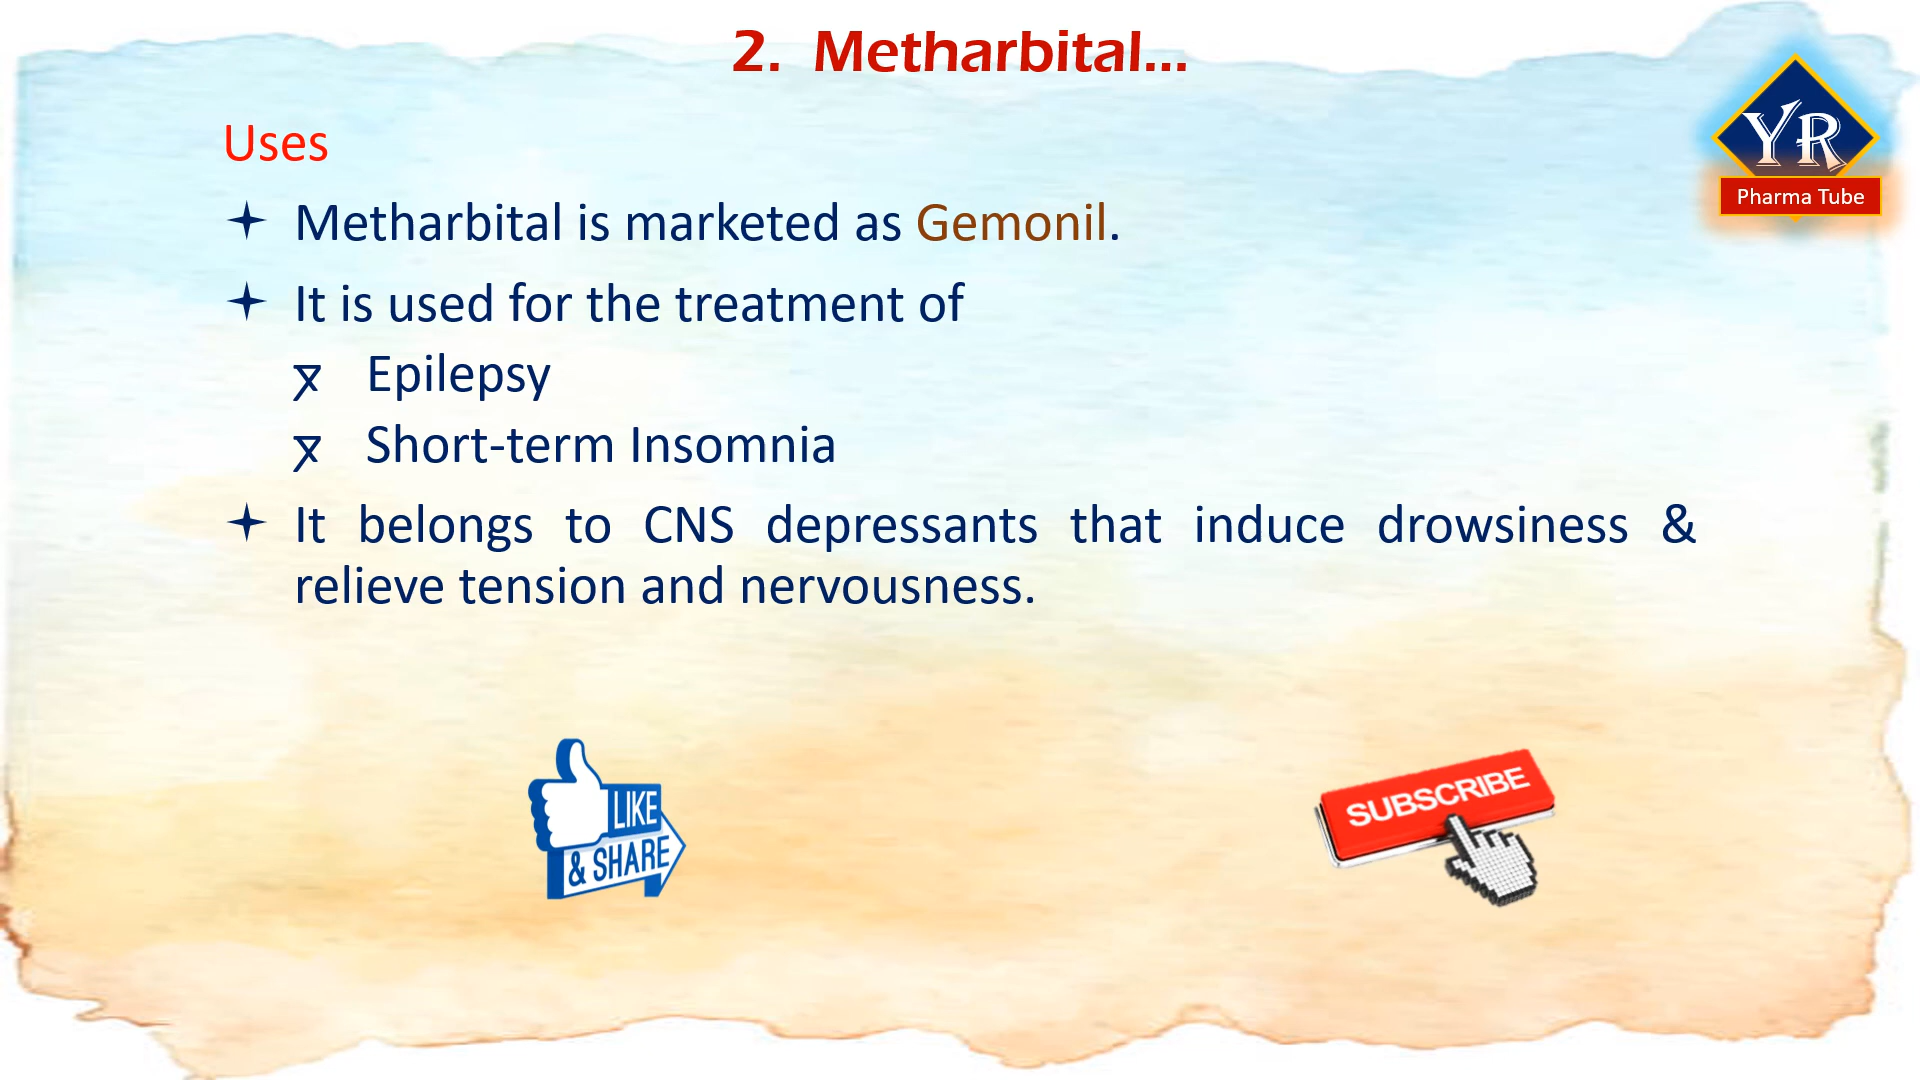 2. Metharbital...
YR
Pharma Tube
Uses
Metharbital is marketed as Gemonil.
It is used for the treatment of
Epilepsy
Short-term Insomnia
It belongs to CNS depressants that induce drowsiness &
relieve tension and nervousness.
LIKE
& SHARE
SUBSCRIBE